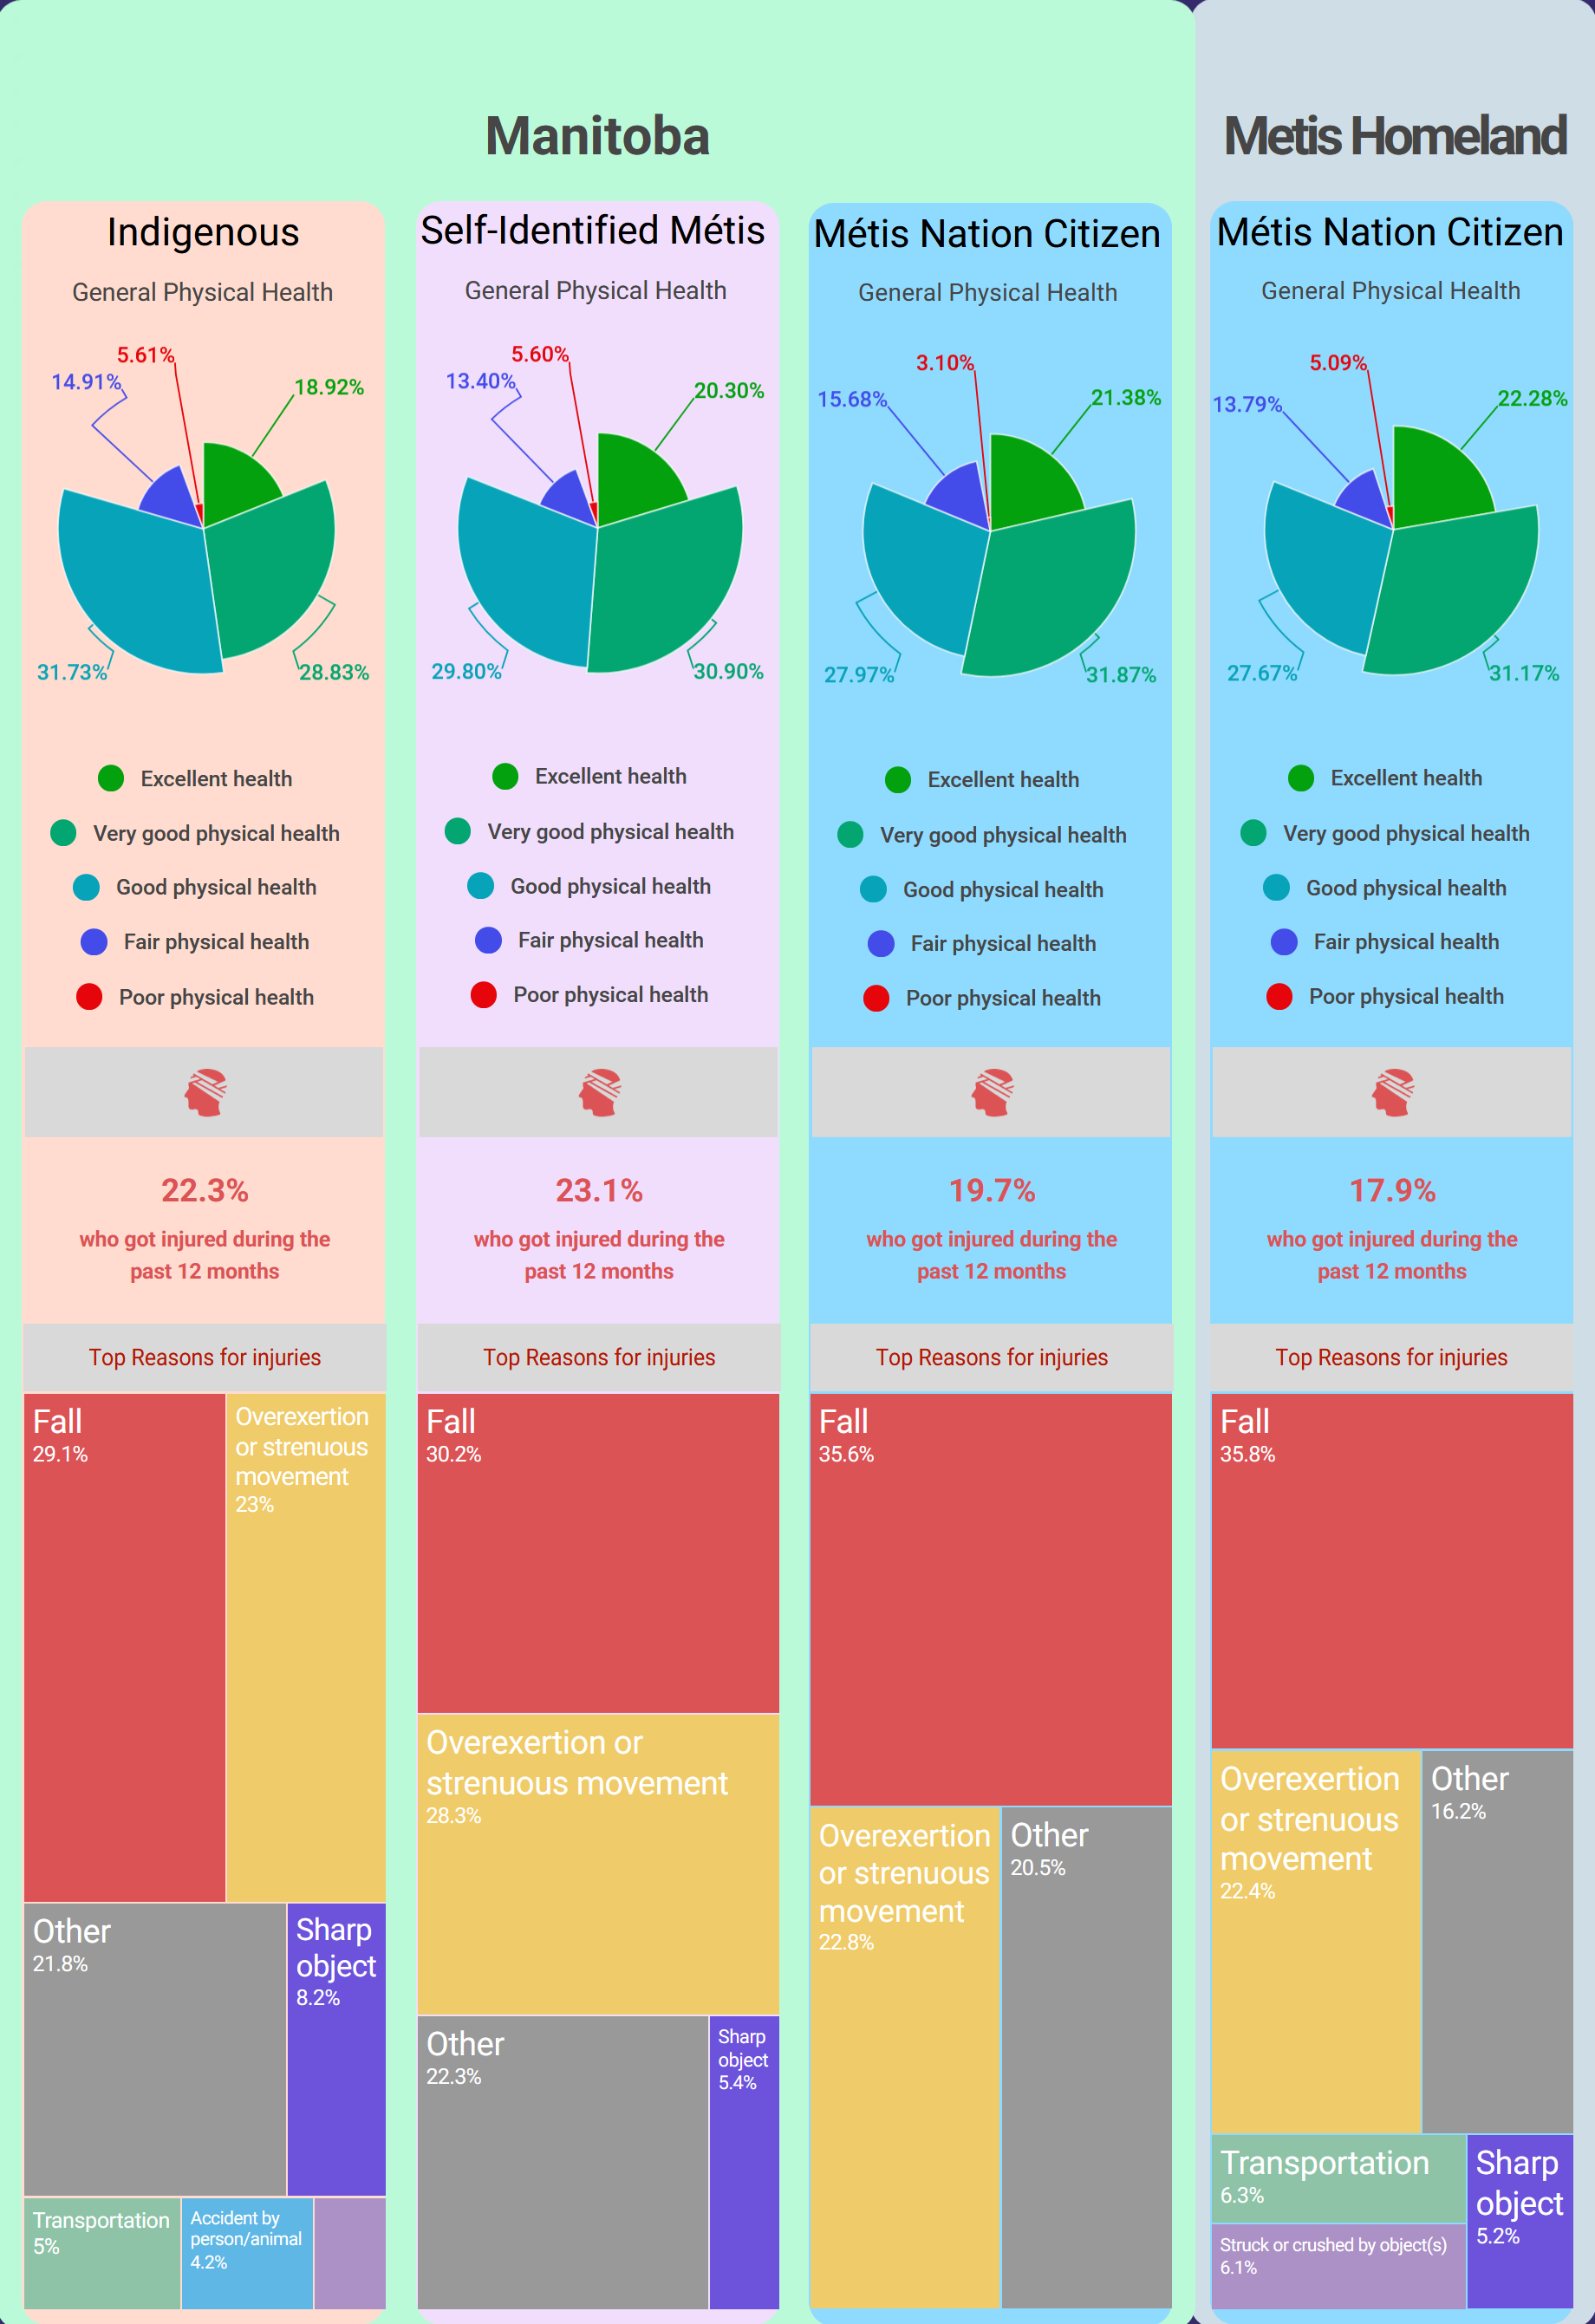 Manitoba
Metis Homeland
Indigenous
General Physical Health
5.61%
14.91%
18.92%
31.73%
28.83%
Excellent health
Very good physical health
Good physical health
Fair physical health
Poor physical health
22.3%
who got injured during the
past 12 months
Top Reasons for injuries
Fall
29.1%
Overexertion
or strenuous
movement
23%
Other
21.8%
Sharp
object
8.2%
Transportation
5%
Accident by
person/animal
4.2%
Self-Identified Métis
General Physical Health
5.60%
13.40%
20.30%
29.80%
30.90%
Excellent health
Very good physical health
Good physical health
Fair physical health
Poor physical health
23.1%
who got injured during the
past 12 months
Top Reasons for injuries
Fall
30.2%
Overexertion or
strenuous movement
28.3%
Other
22.3%
Sharp
object
5.4%
Métis Nation Citizen
General Physical Health
3.10%
15.68%
21.38%
27.97%
31.87%
Excellent health
Very good physical health
Good physical health
Fair physical health
Poor physical health
19.7%
who got injured during the
past 12 months
Top Reasons for injuries
Fall
35.6%
Overexertion
or strenuous
movement
22.8%
Other
20.5%
Métis Nation Citizen
General Physical Health
5.09%
13.79%
22.28%
27.67%
31.17%
Excellent health
Very good physical health
Good physical health
Fair physical health
Poor physical health
17.9%
who got injured during the
past 12 months
Top Reasons for injuries
Fall
35.8%
Overexertion
or strenuous
movement
22.4%
Other
16.2%
Transportation
6.3%
Struck or crushed by object(s)
6.1%
Sharp
object
5.2%